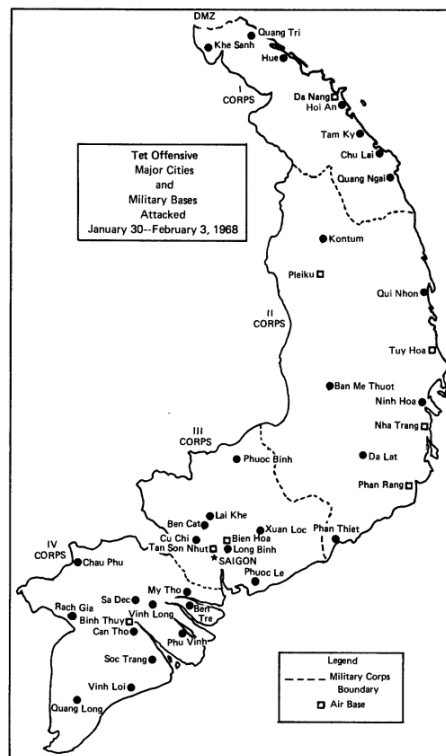 DMZ
Quang Tri
Khe Sanh
Hue
I
CORPS
Da Nang
Hoi An
Tam Ky
Chu Lai
Quang Ngai
Tet Offensive
Major Cities
and
Military Bases
Attacked
January 30--February 3, 1968
Kontum
Pleiku
Qui Nhon
II
CORPS
Tuy Hoa
Ban Me Thuot
Ninh Hoa
III
CORPS
Nha Trang
Phuoc Binh
Da Lat
Phan Rang
Lai Khe
Ben Cat
Xuan Loc
Phan Thiet
Cu Chi
Bien Hoa
IV
CORPS
Tan Son Nhut
Long Binh
SAIGON
Chau Phu
Phuoc Le
My Tho
Sa Dec
Rach Gia
Vinh Long
Ben
Tre
Binh Thuy
Can Tho
Phu Vinh
Soc Trang
Vinh Loi
Quang Long
Legend
Military Corps
Boundary
Air Base